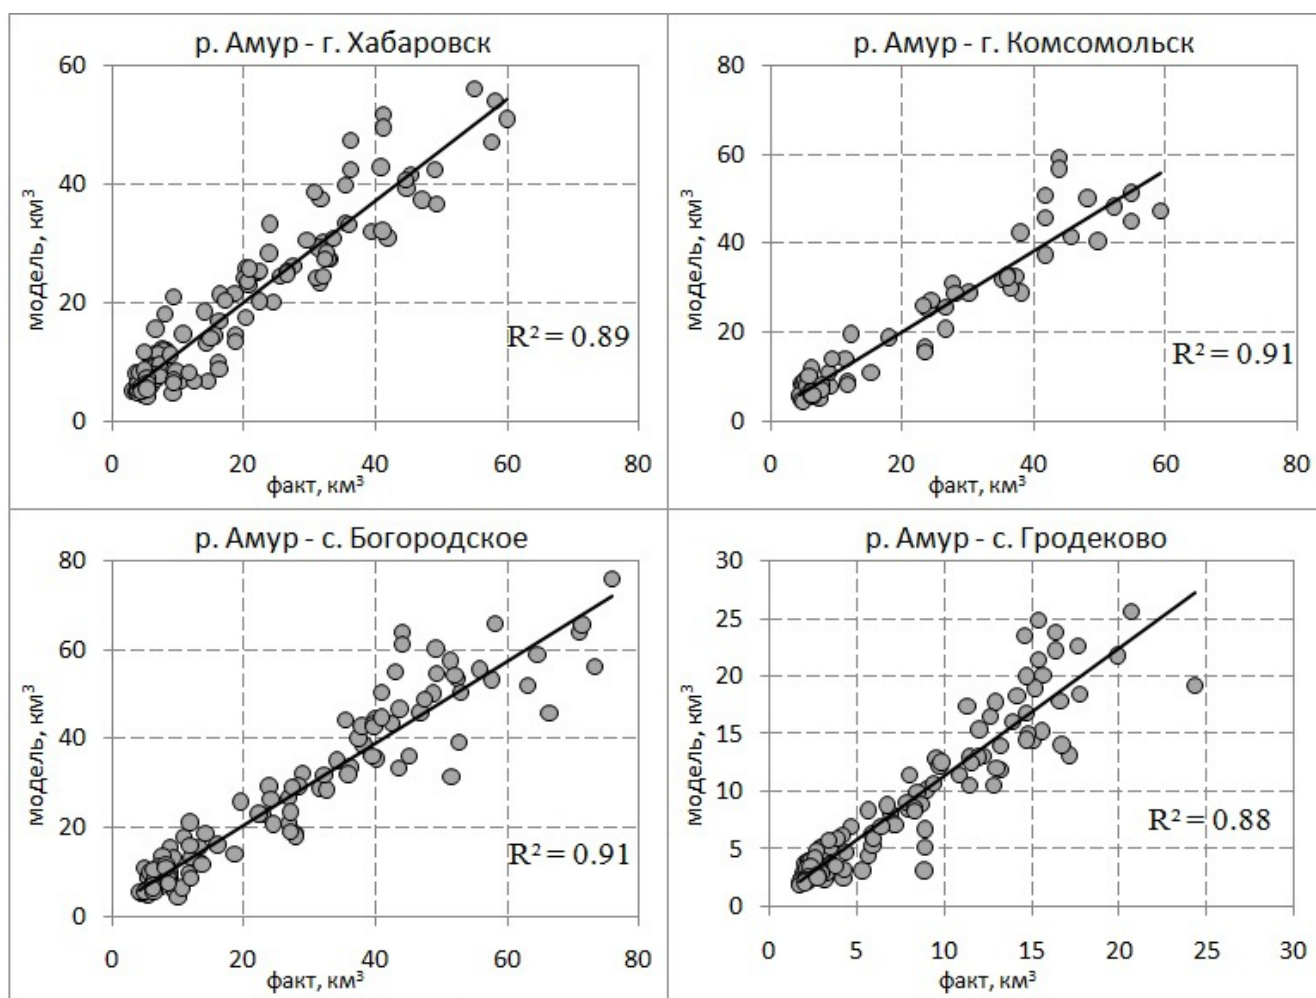 р. Амур - г. Хабаровск
60
40
20
0
модель, км³
R² = 0.89
0 20 40 60 80
факт, км³
р. Амур - г. Комсомольск
80
60
40
20
0
модель, км³
R² = 0.91
0 20 40 60 80
факт, км³
р. Амур - с. Богородское
80
60
40
20
0
модель, км³
R² = 0.91
0 20 40 60 80
факт, км³
р. Амур - с. Гродеково
30
25
20
15
10
5
0
модель, км³
R² = 0.88
0 5 10 15 20 25 30
факт, км³